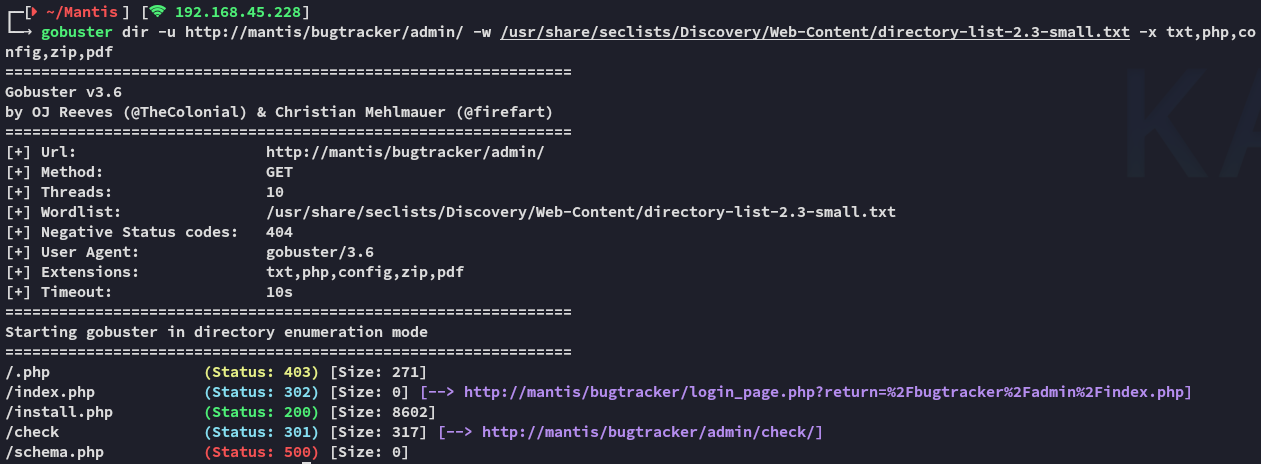 [ ~/Mantis ] [ 192.168.45.228]
gobuster dir -u http://mantis/bugtracker/admin/ -w /usr/share/seclists/Discovery/Web-Content/directory-list-2.3-small.txt -x txt,php,co
nfig,zip,pdf
===============================================================
Gobuster v3.6
by OJ Reeves (@TheColonial) & Christian Mehlmauer (@firefart)
===============================================================
[+] Url:                     http://mantis/bugtracker/admin/
[+] Method:                  GET
[+] Threads:                 10
[+] Wordlist:                /usr/share/seclists/Discovery/Web-Content/directory-list-2.3-small.txt
[+] Negative Status codes:   404
[+] User Agent:              gobuster/3.6
[+] Extensions:              txt,php,config,zip,pdf
[+] Timeout:                 10s
===============================================================
Starting gobuster in directory enumeration mode
===============================================================
/.php                 (Status: 403) [Size: 271]
/index.php            (Status: 302) [Size: 0] [--> http://mantis/bugtracker/login_page.php?return=%2Fbugtracker%2Fadmin%2Findex.php]
/install.php          (Status: 200) [Size: 8602]
/check                (Status: 301) [Size: 317] [--> http://mantis/bugtracker/admin/check/]
/schema.php           (Status: 500) [Size: 0]
KA